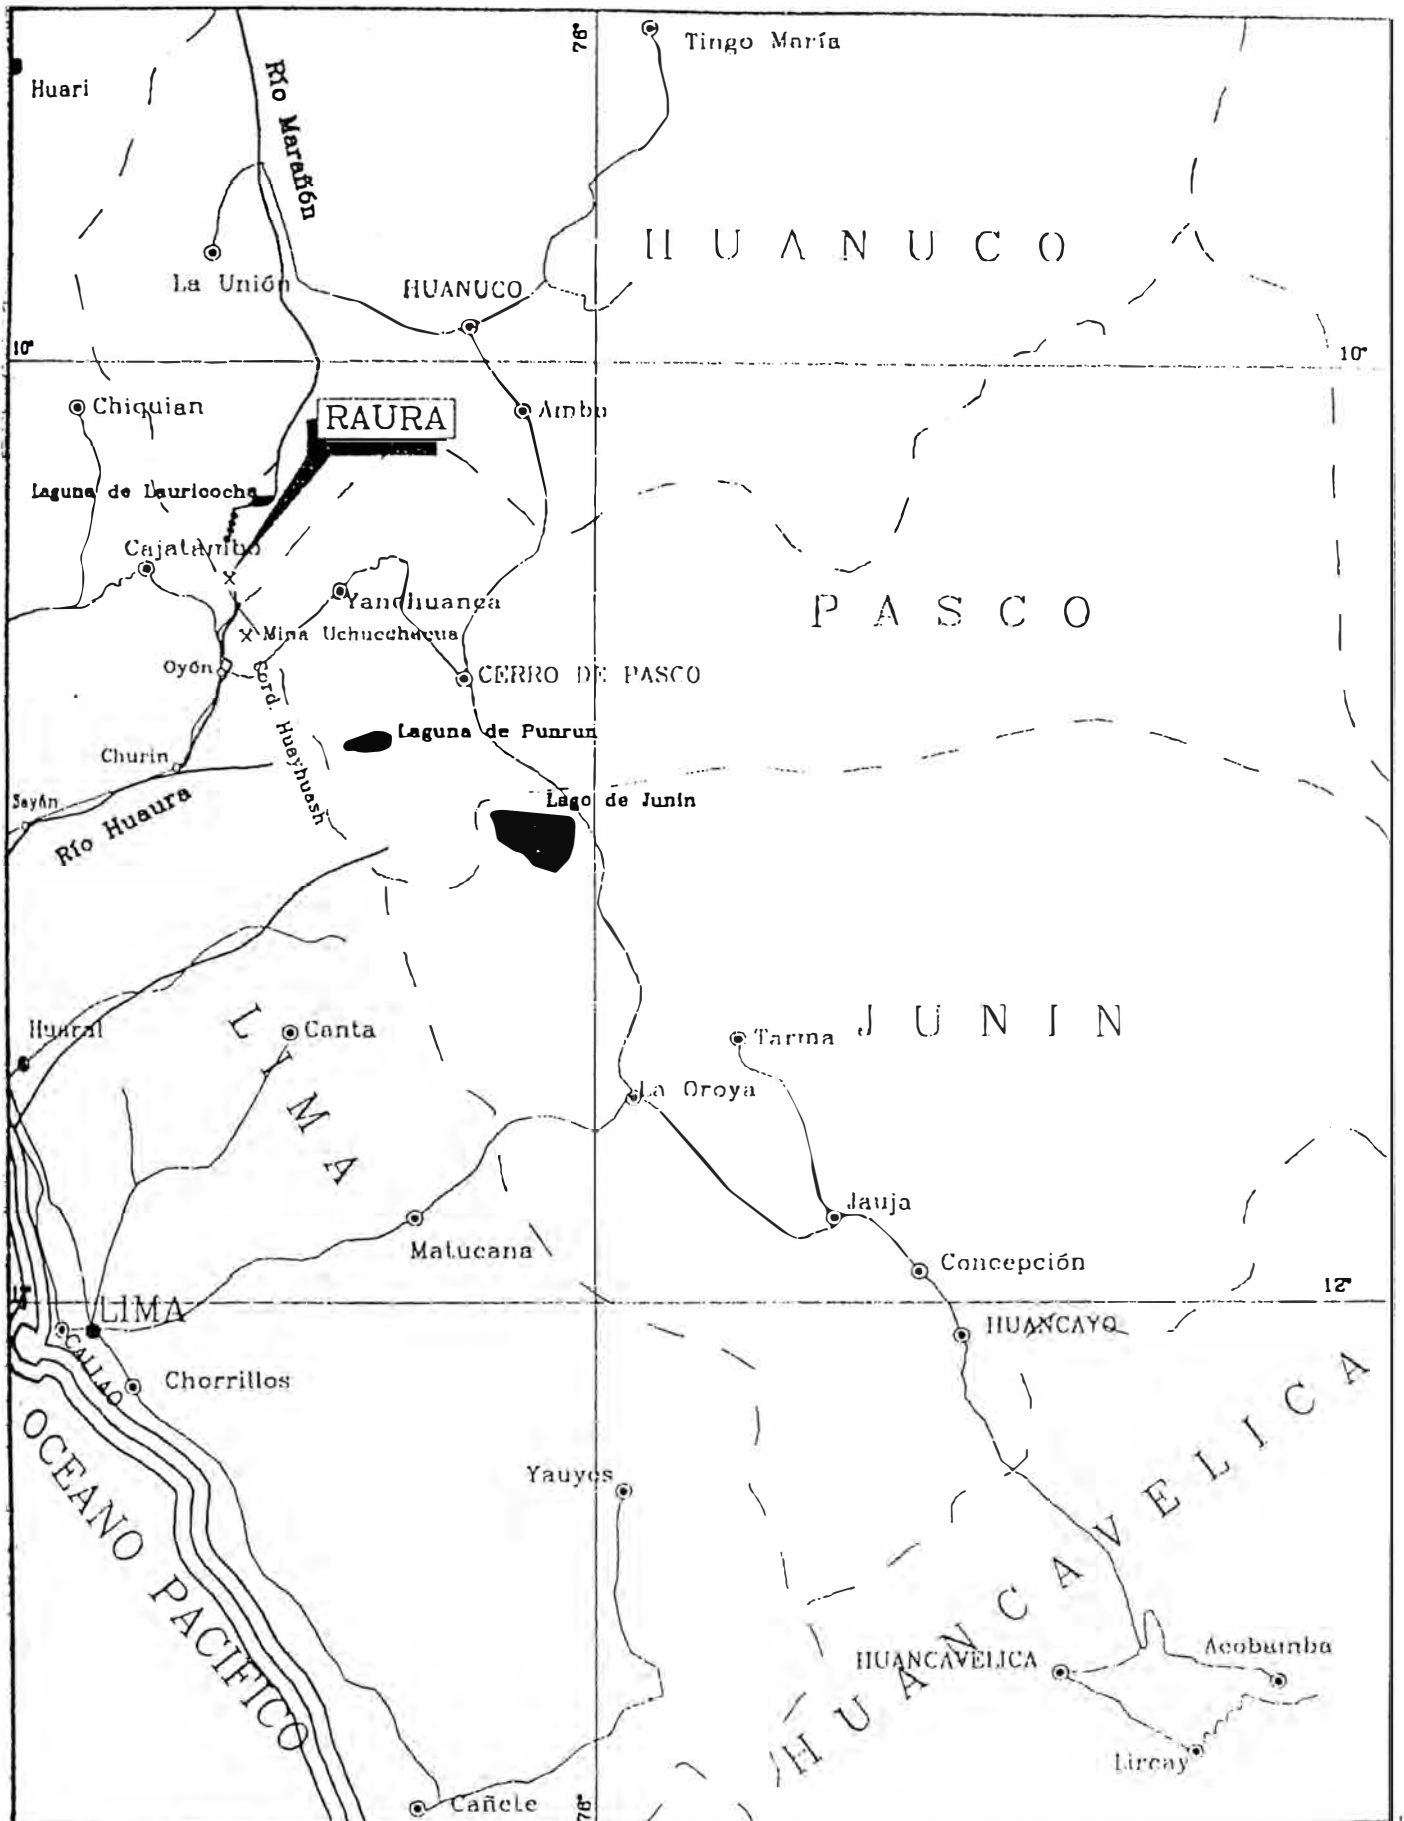 76°
Tingo María
Huari
Río Marañón
HUANUCO
La Unión
HUANUCO
10°
10°
Chiquian
RAURA
Ambo
Laguna de Lauricocha
Cajatambo
Yanahuanca
PASCO
Mina Uchucchacua
Oyón
CERRO DE PASCO
Cord. Huayhuash
Laguna de Punrun
Churin
Sayán
Lago de Junin
Río Huaura
Huaral
LIMA
Canta
Tarma
JUNIN
La Oroya
Jauja
Matucana
Concepción
12°
12°
LIMA
HUANCAYO
CALLAO
Chorrillos
OCEANO PACIFICO
Yauyos
HUANCAVELICA
HUANCAVELICA
Acobamba
Lircay
Cañete
76°